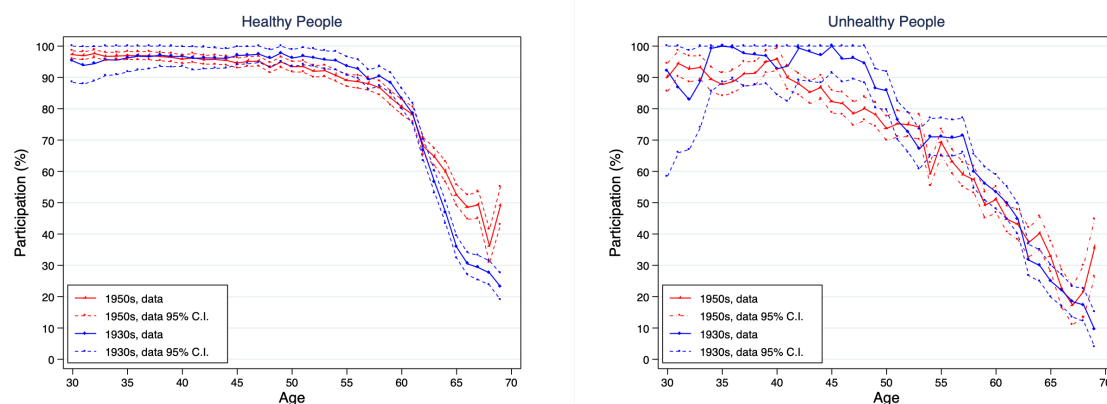 Healthy People
Participation (%)
100
90
80
70
60
50
40
30
20
10
0
1950s, data
1950s, data 95% C.I.
1930s, data
1930s, data 95% C.I.
30 35 40 45 50 55 60 65 70
Age
Unhealthy People
Participation (%)
100
90
80
70
60
50
40
30
20
10
0
1950s, data
1950s, data 95% C.I.
1930s, data
1930s, data 95% C.I.
30 35 40 45 50 55 60 65 70
Age